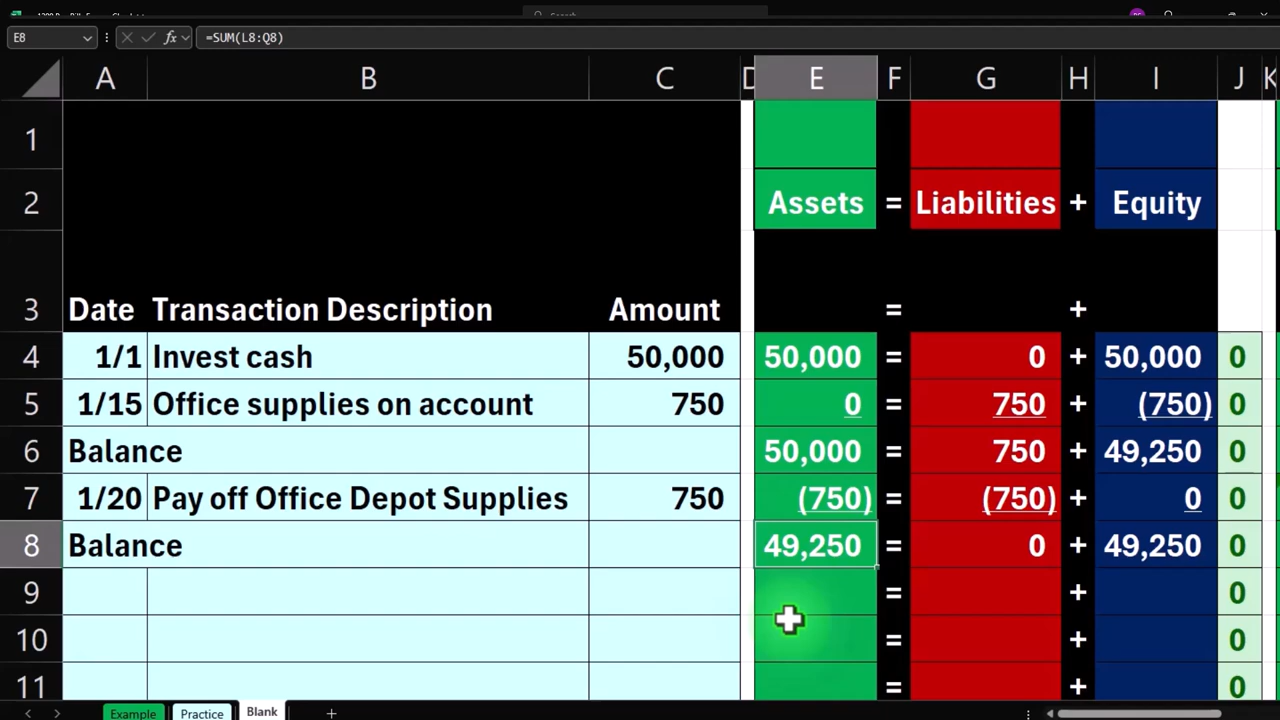 Search
E8 fx =SUM(L8:Q8)
A B C D E F G H I J K
1
2 Assets = Liabilities + Equity
3 Date Transaction Description Amount = +
4 1/1 Invest cash 50,000 50,000 = 0 + 50,000 0
5 1/15 Office supplies on account 750 0 = 750 + (750) 0
6 Balance 50,000 = 750 + 49,250 0
7 1/20 Pay off Office Depot Supplies 750 (750) = (750) + 0 0
8 Balance 49,250 = 0 + 49,250 0
9 = + 0
10 = + 0
11 = + 0
Example Practice Blank +